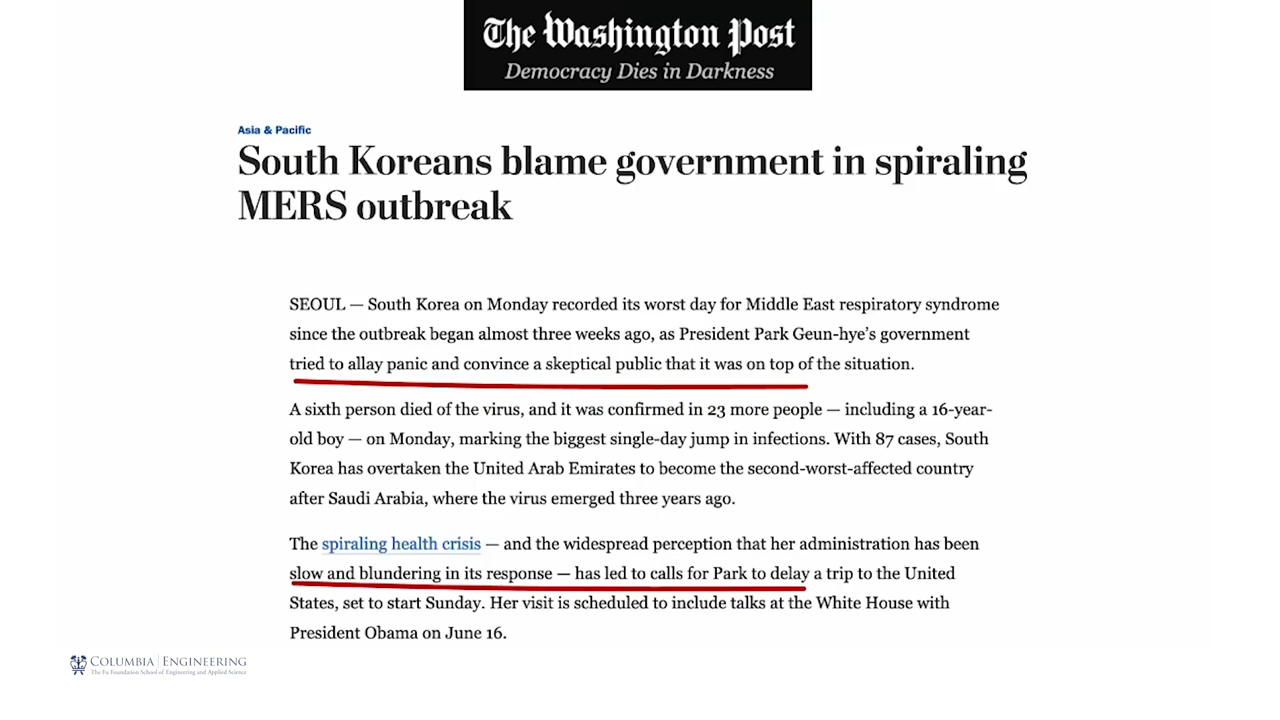 The Washington Post
Democracy Dies in Darkness
Asia & Pacific
South Koreans blame government in spiraling
MERS outbreak
SEOUL — South Korea on Monday recorded its worst day for Middle East respiratory syndrome
since the outbreak began almost three weeks ago, as President Park Geun-hye's government
tried to allay panic and convince a skeptical public that it was on top of the situation.
A sixth person died of the virus, and it was confirmed in 23 more people — including a 16-year-
old boy — on Monday, marking the biggest single-day jump in infections. With 87 cases, South
Korea has overtaken the United Arab Emirates to become the second-worst-affected country
after Saudi Arabia, where the virus emerged three years ago.
The spiraling health crisis — and the widespread perception that her administration has been
slow and blundering in its response — has led to calls for Park to delay a trip to the United
States, set to start Sunday. Her visit is scheduled to include talks at the White House with
President Obama on June 16.
COLUMBIA | ENGINEERING
The Fu Foundation School of Engineering and Applied Science